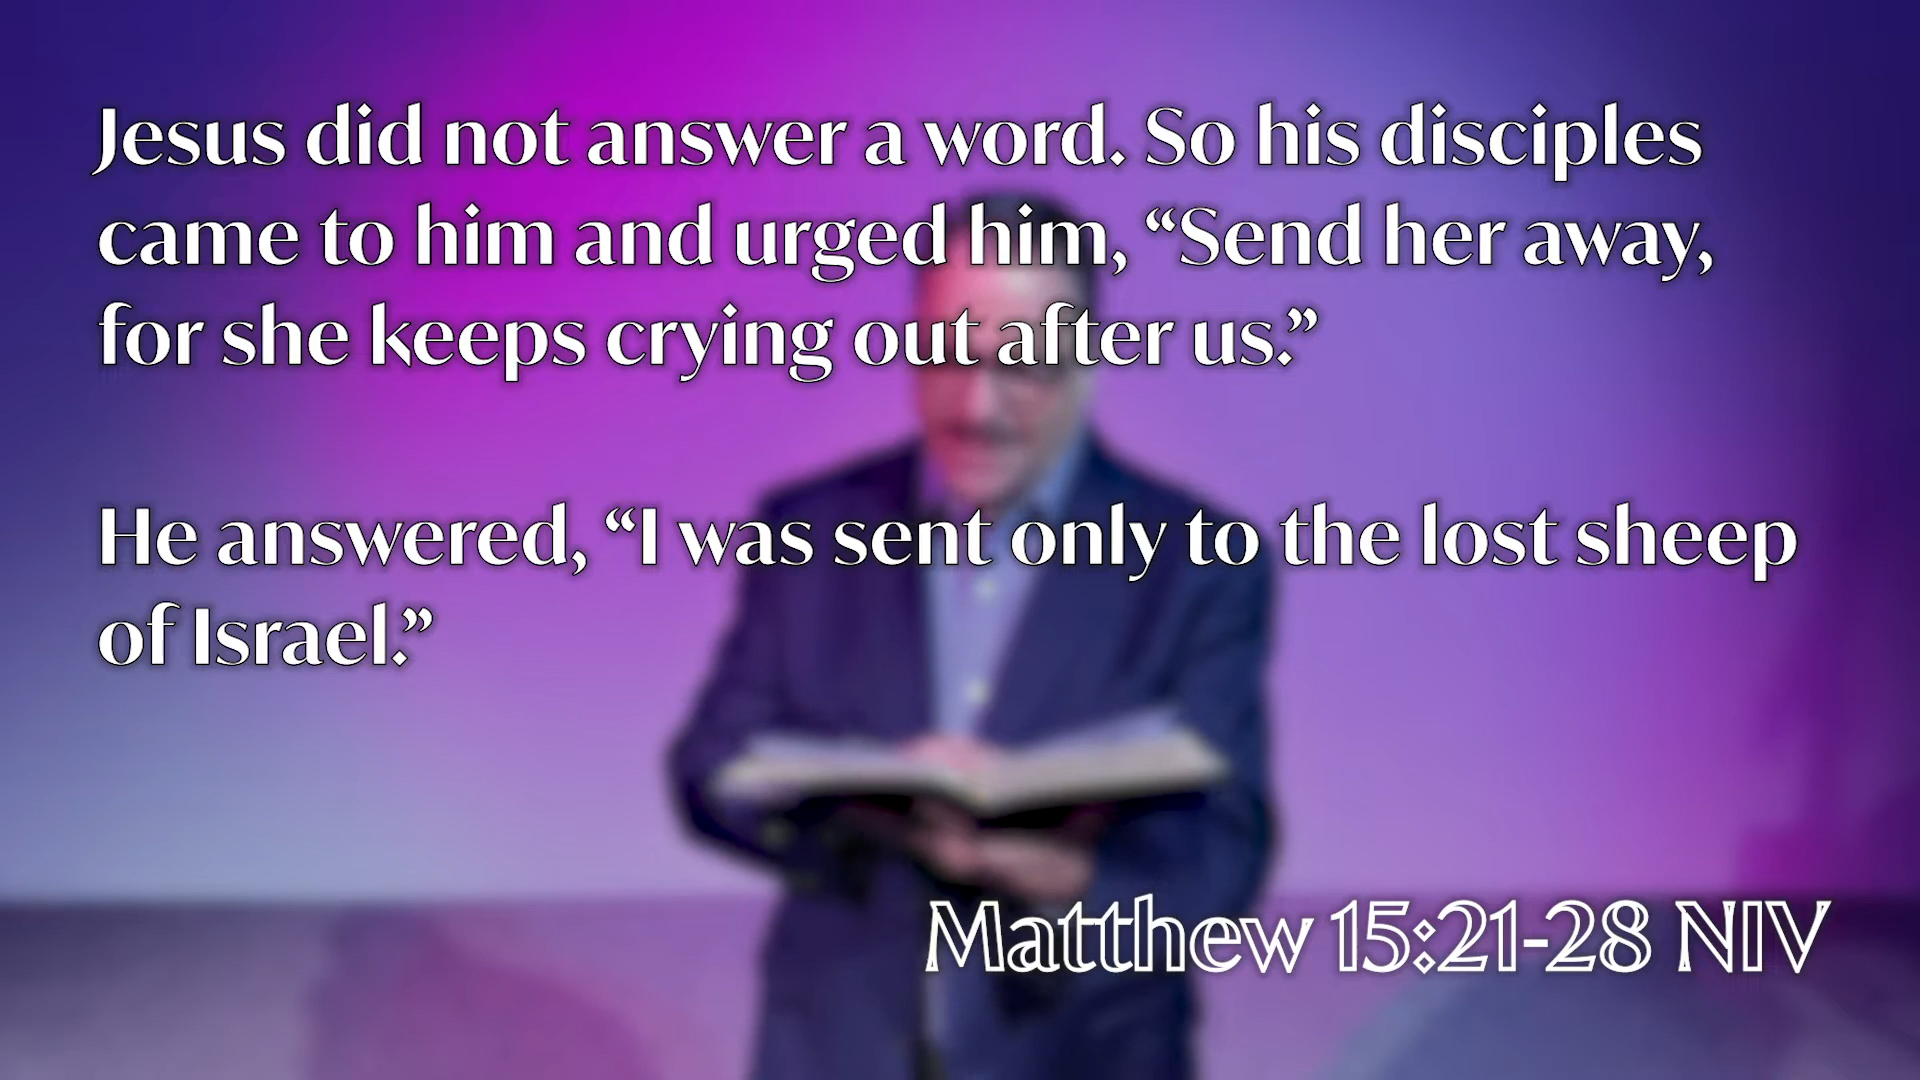 Jesus did not answer a word. So his disciples
came to him and urged him, “Send her away,
for she keeps crying out after us.”
He answered, “I was sent only to the lost sheep
of Israel.”
Matthew 15:21-28 NIV